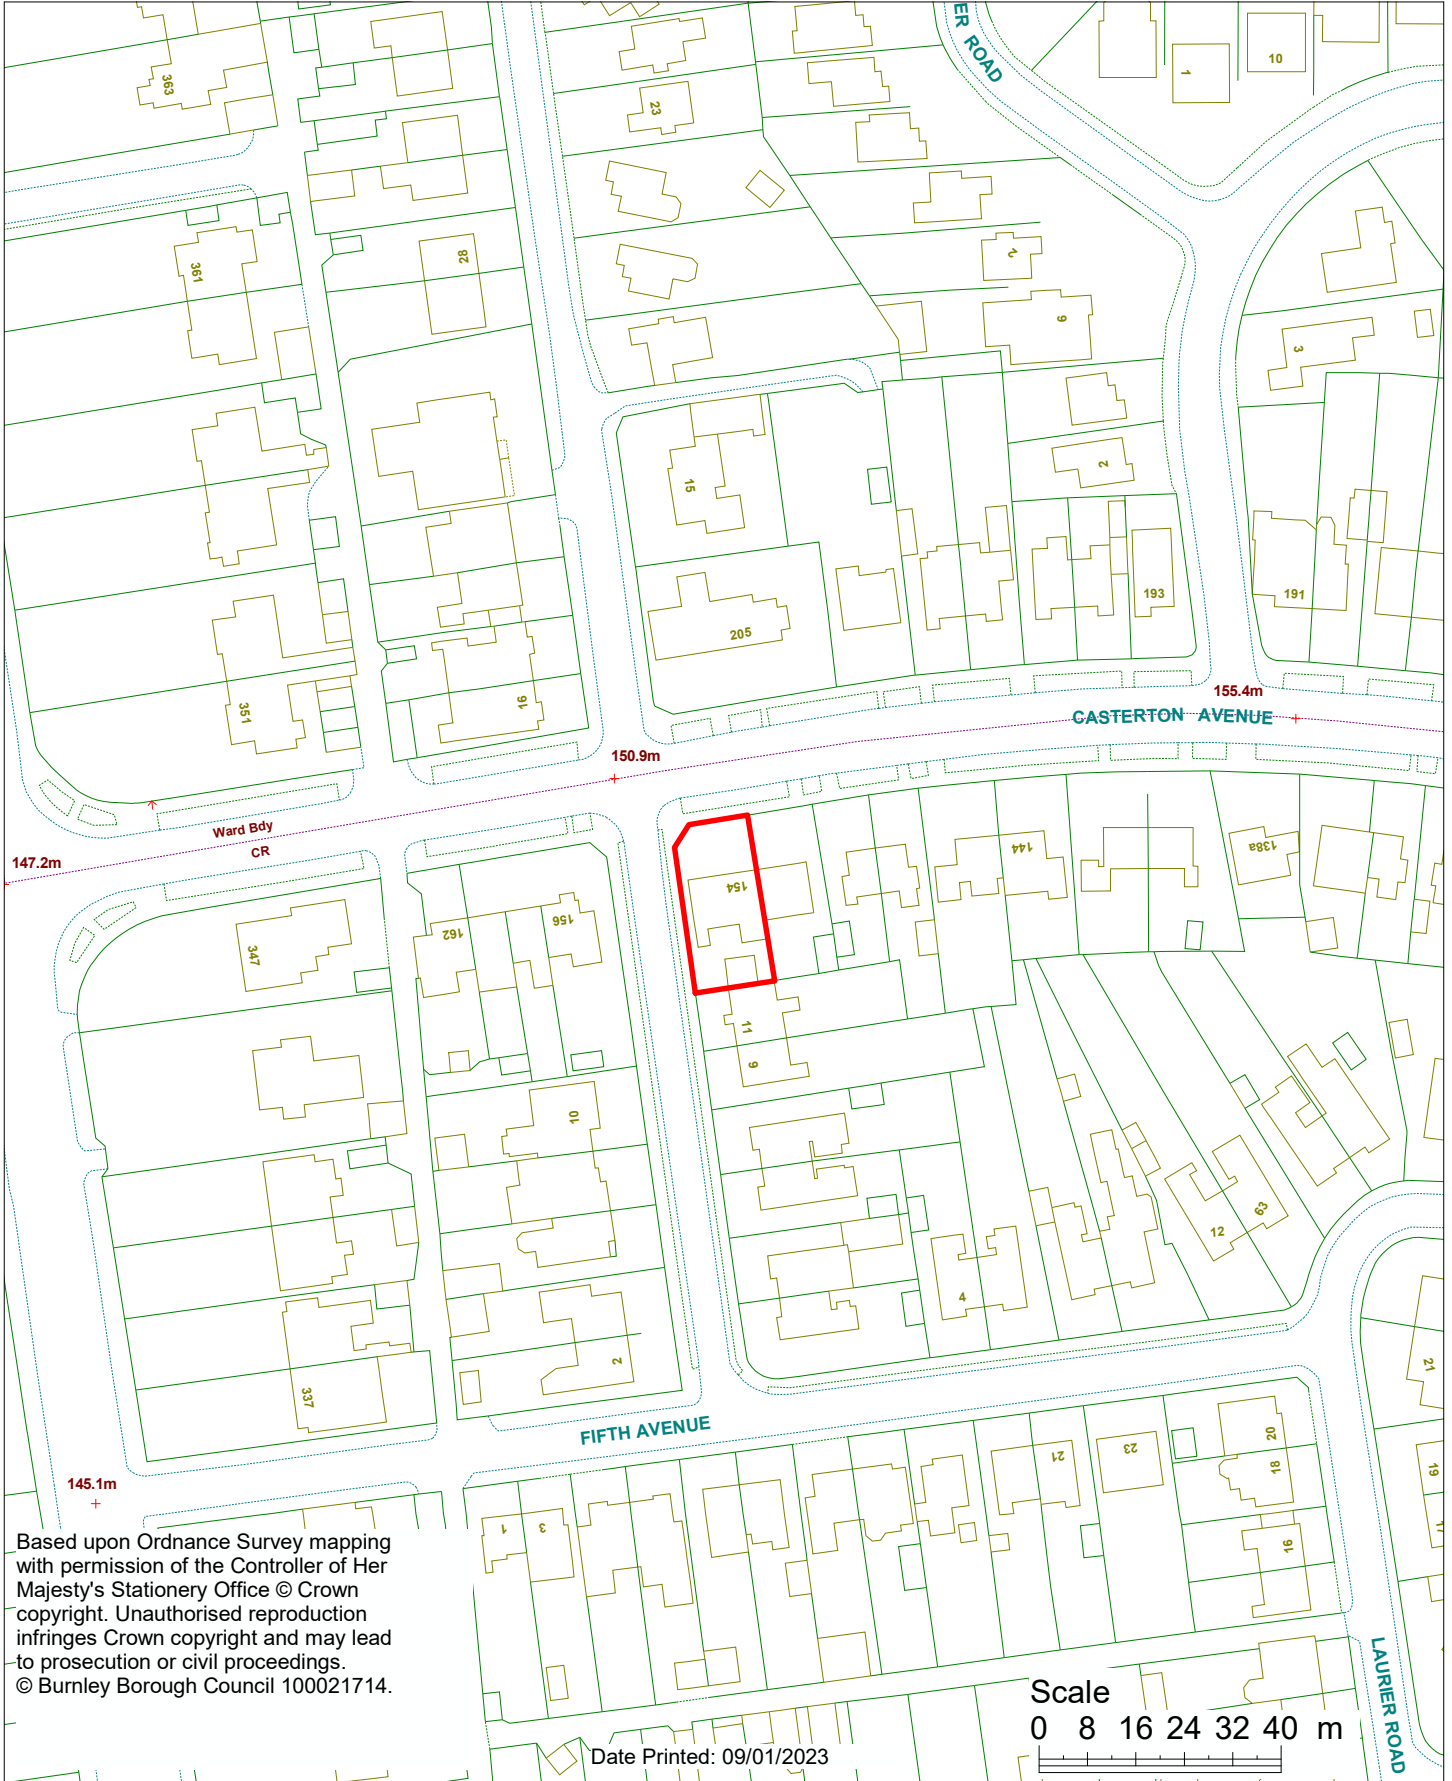 ER ROAD
363
23
1
10
361
28
2
9
3
15
2
205
193
191
351
16
155.4m
CASTERTON AVENUE
150.9m
Ward Bdy
CR
147.2m
154
144
138a
347
162
156
11
9
10
12
63
4
2
337
FIFTH AVENUE
21
23
20
18
16
21
19
17
145.1m
1
3
Based upon Ordnance Survey mapping
with permission of the Controller of Her
Majesty's Stationery Office © Crown
copyright. Unauthorised reproduction
infringes Crown copyright and may lead
to prosecution or civil proceedings.
© Burnley Borough Council 100021714.
LAURIER ROAD
Scale
0 8 16 24 32 40 m
Date Printed: 09/01/2023